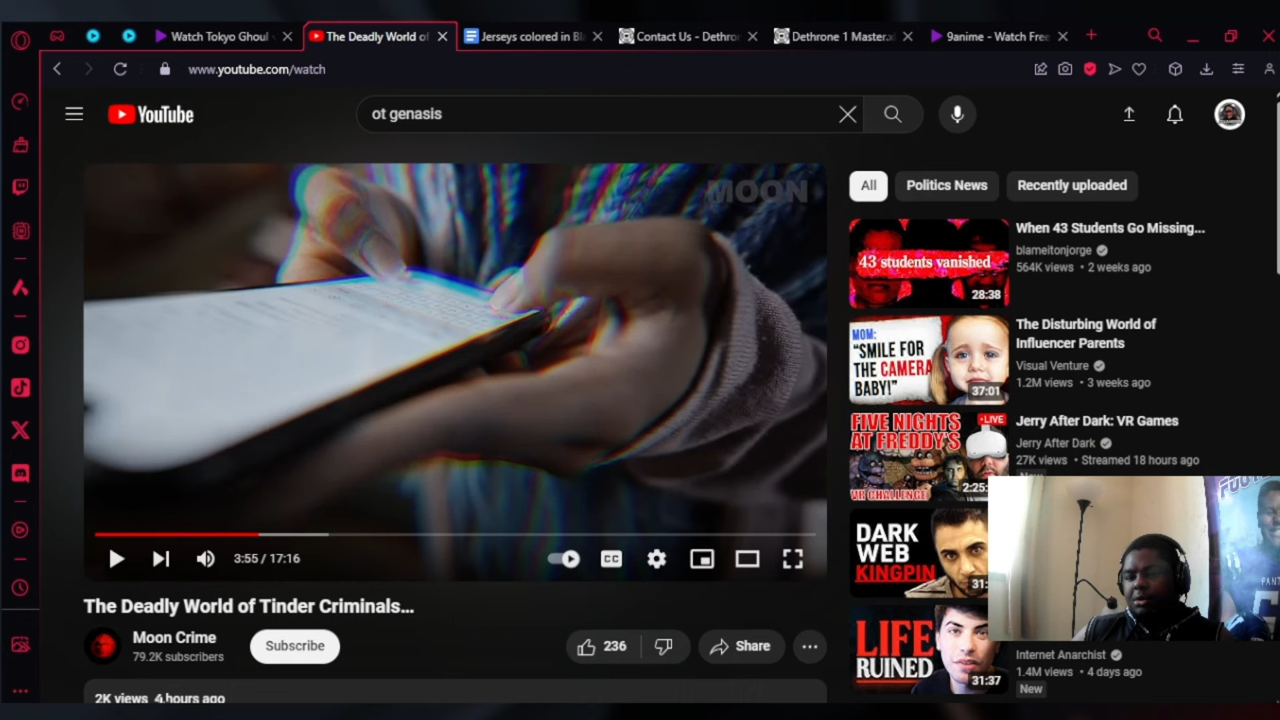 Watch Tokyo Ghoul
The Deadly World of
Jerseys colored in Bl
Contact Us - Dethron
Dethrone 1 Master.x
9anime - Watch Free
www.youtube.com/watch
YouTube
ot genasis
MOON
3:55 / 17:16
CC
The Deadly World of Tinder Criminals...
Moon Crime
79.2K subscribers
Subscribe
236
Share
2K views 4 hours ago
All
Politics News
Recently uploaded
43 students vanished
28:38
When 43 Students Go Missing...
blameitonjorge
564K views • 2 weeks ago
MOM:
"SMILE FOR
THE CAMERA
BABY!"
37:01
The Disturbing World of
Influencer Parents
Visual Venture
1.2M views • 3 weeks ago
FIVE NIGHTS
AT FREDDY'S
LIVE
VR CHALLENGE!
2:25:
Jerry After Dark: VR Games
Jerry After Dark
27K views • Streamed 18 hours ago
DARK
WEB
KINGPIN
31:
LIFE
RUINED
31:37
Internet Anarchist
1.4M views • 4 days ago
New